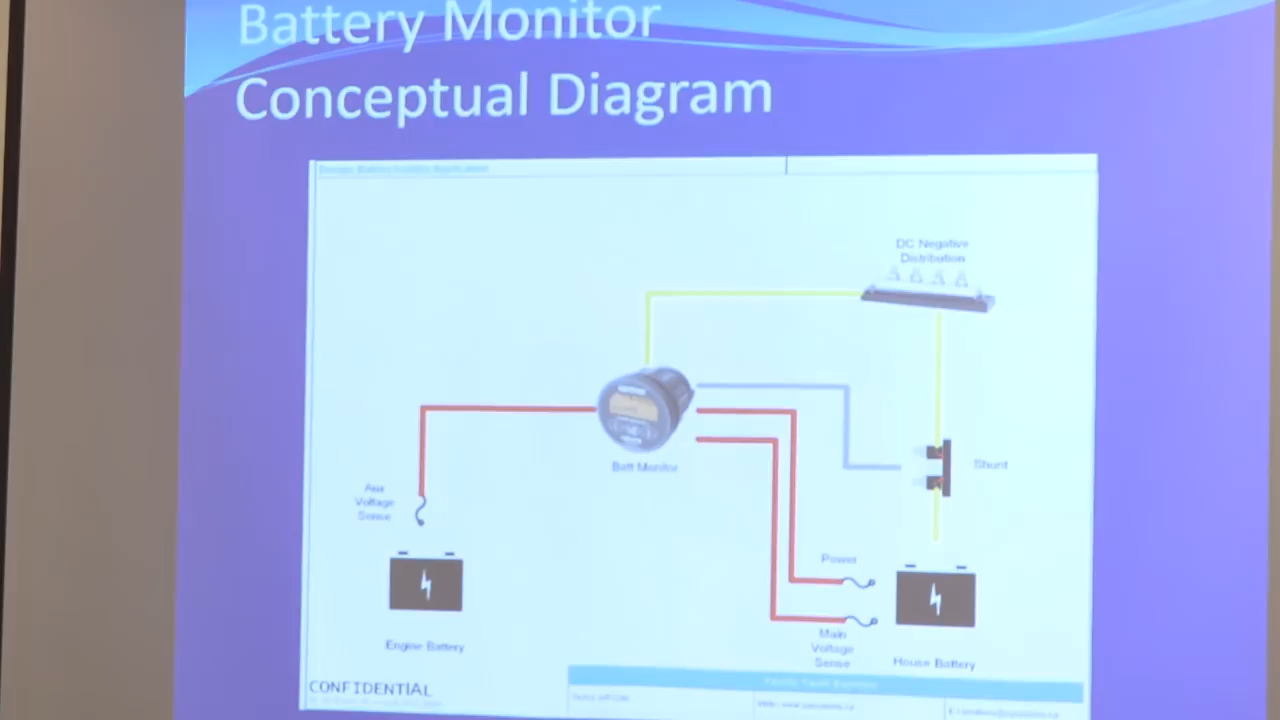 Battery Monitor
Conceptual Diagram
DC Negative
Distribution
Batt Monitor
Shunt
Aux
Voltage
Sense
Power
Engine Battery
Main
Voltage
Sense
House Battery
CONFIDENTIAL